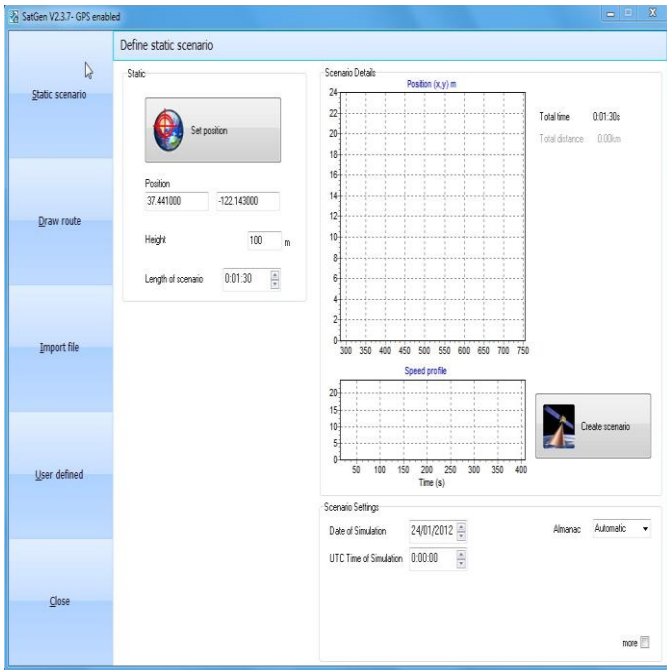 SatGen V2.3.7- GPS enabled
Define static scenario
Static scenario
Draw route
Import file
User defined
Close
Static
Set position
Position
37.441000 -122.143000
Height 100 m
Length of scenario 0:01:30
Scenario Details
Position (x,y) m
24
22
20
18
16
14
12
10
8
6
4
2
0
300 350 400 450 500 550 600 650 700 750
Total time 0:01:30s
Total distance 0.00km
Speed profile
20
15
10
5
0
50 100 150 200 250 300 350 400
Time (s)
Create scenario
Scenario Settings
Date of Simulation 24/01/2012
Almanac Automatic
UTC Time of Simulation 0:00:00
more